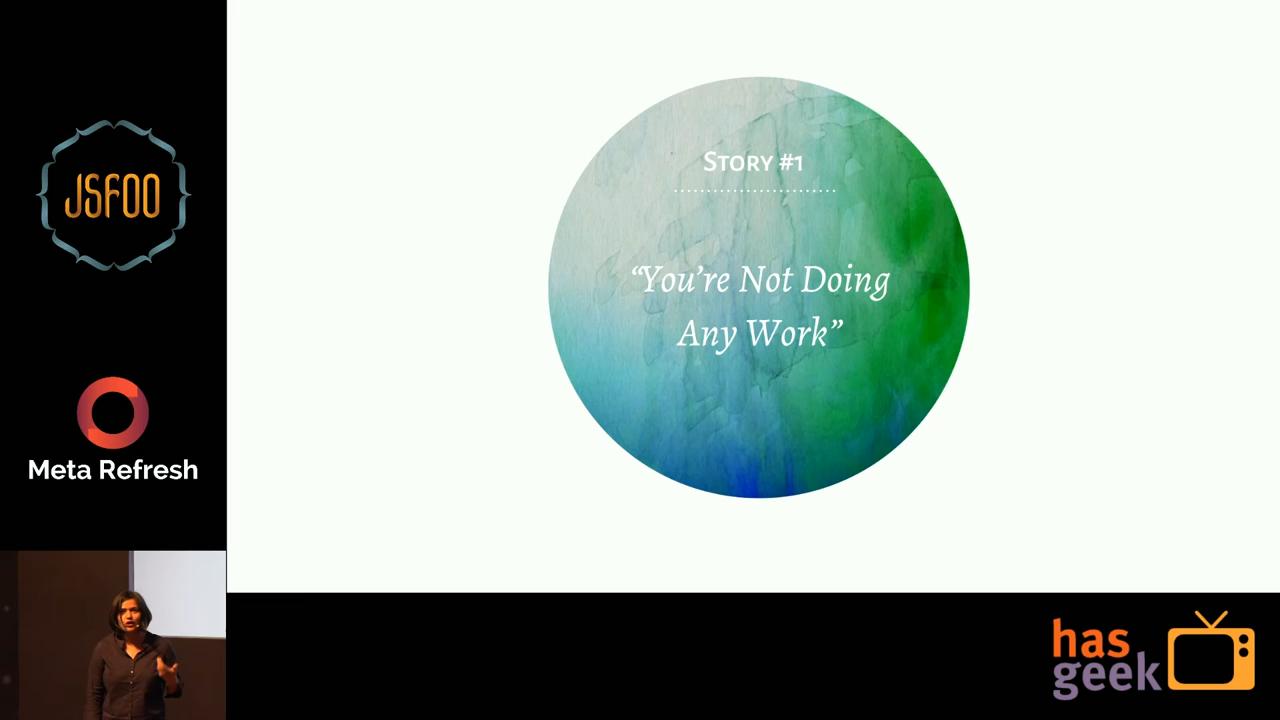 JSFOO
Meta Refresh
Story #1
“You’re Not Doing
Any Work”
has
geek